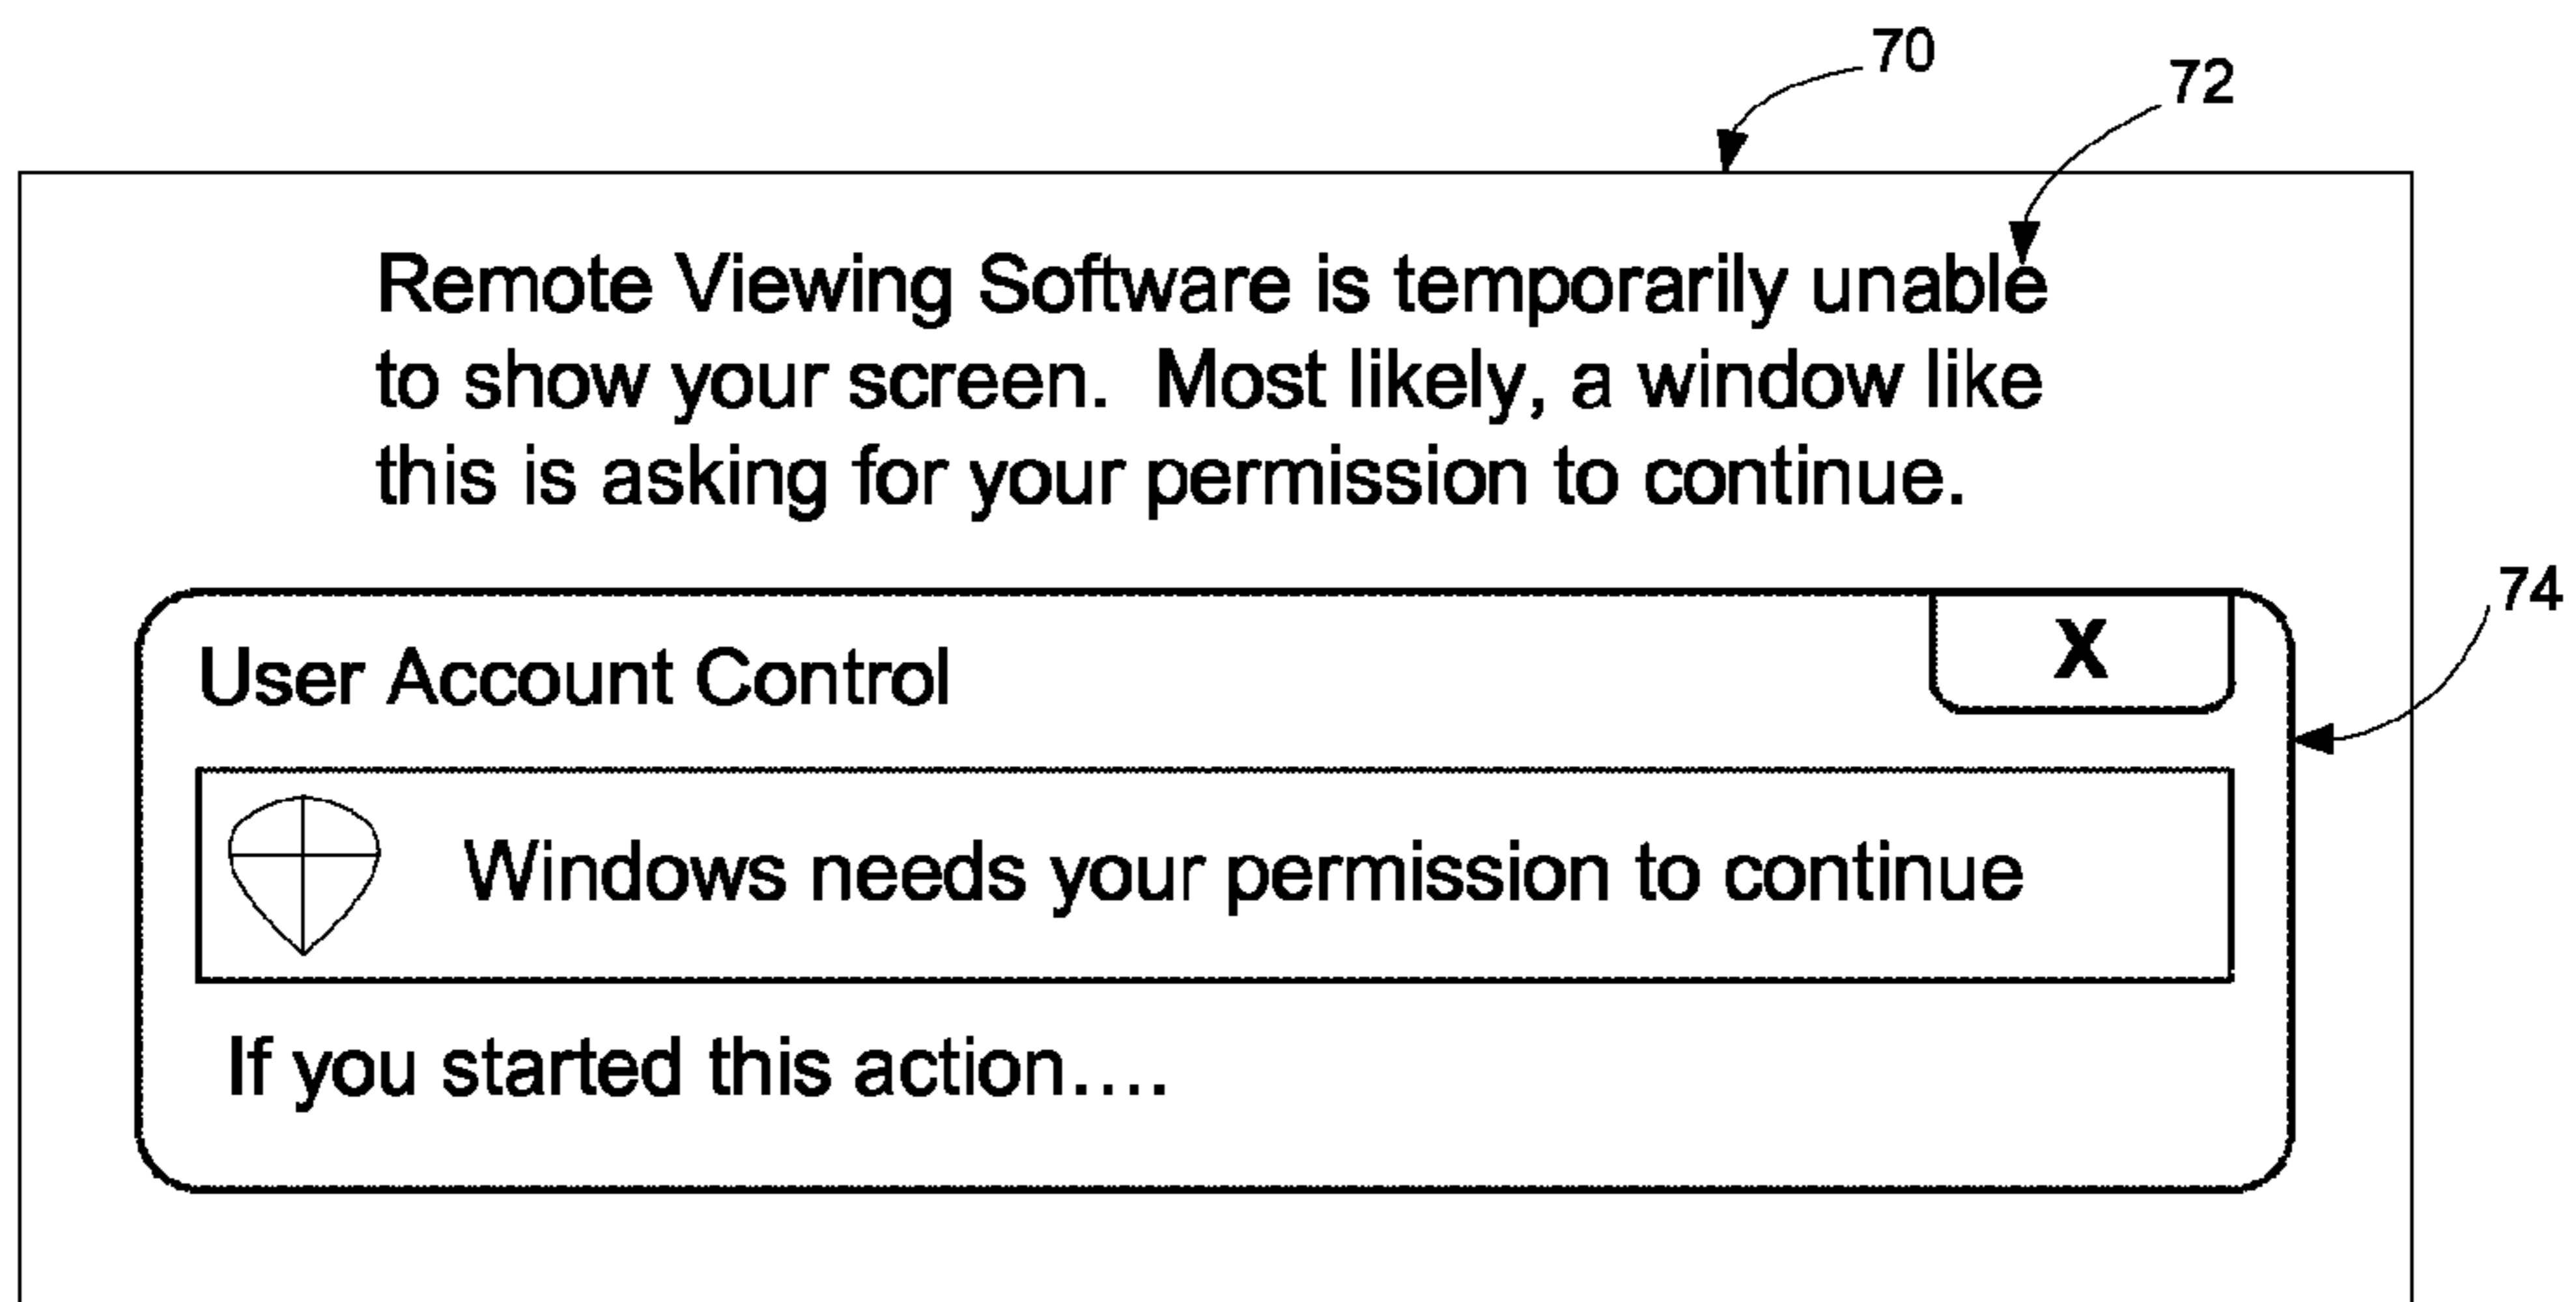 70
72
Remote Viewing Software is temporarily unable
to show your screen.  Most likely, a window like
this is asking for your permission to continue.
74
User Account Control
X
Windows needs your permission to continue
If you started this action....